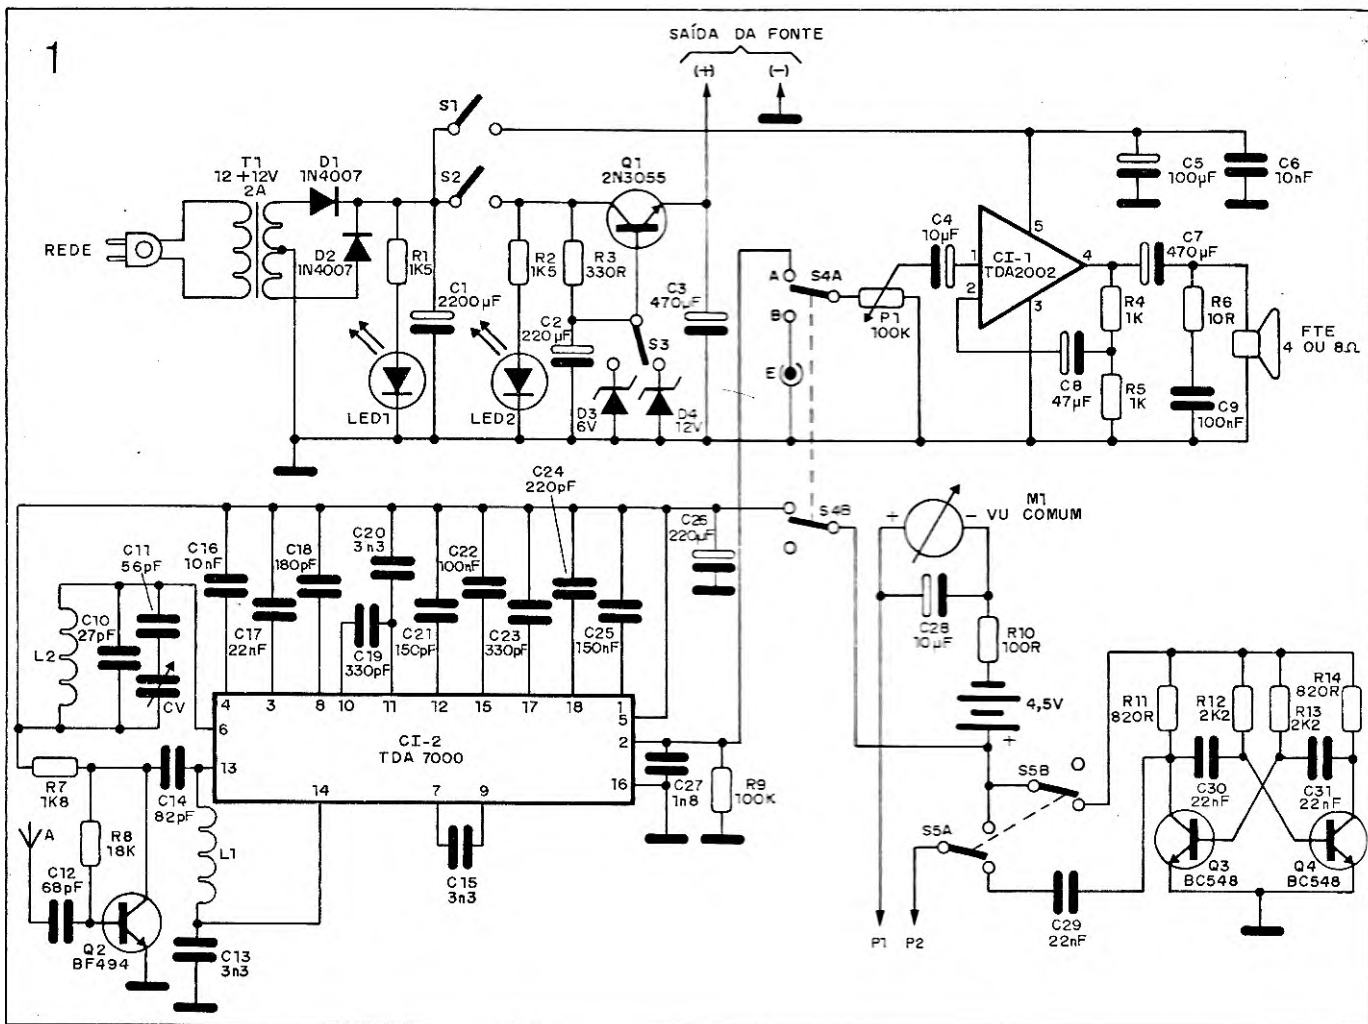 1
SAÍDA DA FONTE
(+)
(-)
S1
T1
12+12V
2A
D1
1N4007
S2
Q1
2N3055
C5
100µF
C6
10nF
REDE
D2
1N4007
R1
1K5
R2
1K5
R3
330R
C1
2200µF
C2
220µF
C3
470µF
S3
LED1
LED2
D3
6V
D4
12V
A
S4A
B
E
P1
100K
C4
10µF
1
2
CI-1
TDA2002
5
4
3
C7
470µF
R4
1K
R6
10R
FTE
4 OU 8Ω
C8
47µF
R5
1K
C9
100nF
C24
220pF
C11
56pF
C16
10nF
C18
180pF
C20
3n3
C22
100nF
C26
220µF
S4B
+
-
M1
VU COMUM
C10
27pF
L2
CV
C17
22nF
C19
330pF
C21
150pF
C23
330pF
C25
150nF
C28
10µF
R10
100R
4,5V
+
4
3
8
10
11
12
15
17
18
1
5
6
2
13
16
14
7
9
CI-2
TDA 7000
R7
1K8
C14
82pF
R8
18K
L1
A
C12
68pF
Q2
BF494
C13
3n3
C15
3n3
C27
1n8
R9
100K
S5B
S5A
R11
820R
R12
2K2
R13
2K2
R14
820R
C30
22nF
C31
22nF
Q3
BC548
Q4
BC548
C29
22nF
P1
P2